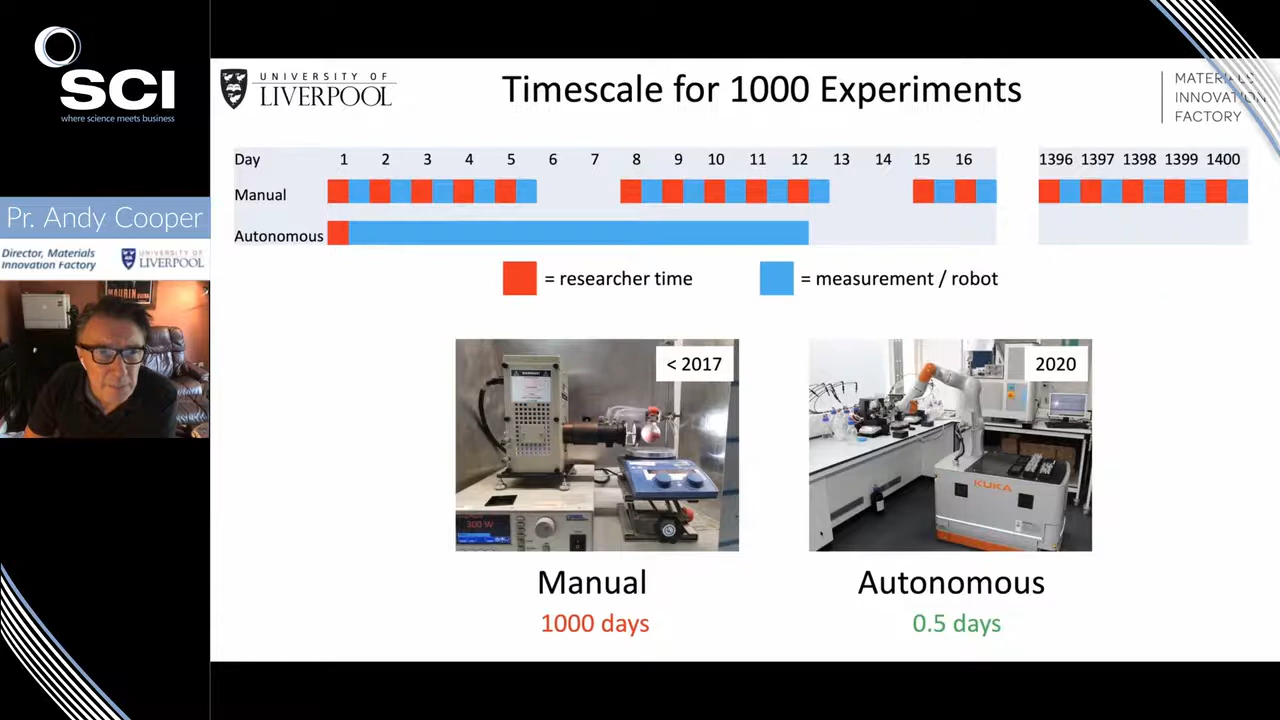 SCI
where science meets business
UNIVERSITY OF
LIVERPOOL
Timescale for 1000 Experiments
MATERIALS
INNOVATION
FACTORY
Day 1 2 3 4 5 6 7 8 9 10 11 12 13 14 15 16 1396 1397 1398 1399 1400
Manual
Autonomous
= researcher time
= measurement / robot
Pr. Andy Cooper
Director, Materials
Innovation Factory
UNIVERSITY OF
LIVERPOOL
< 2017
300 W
2020
KUKA
Manual
Autonomous
1000 days
0.5 days